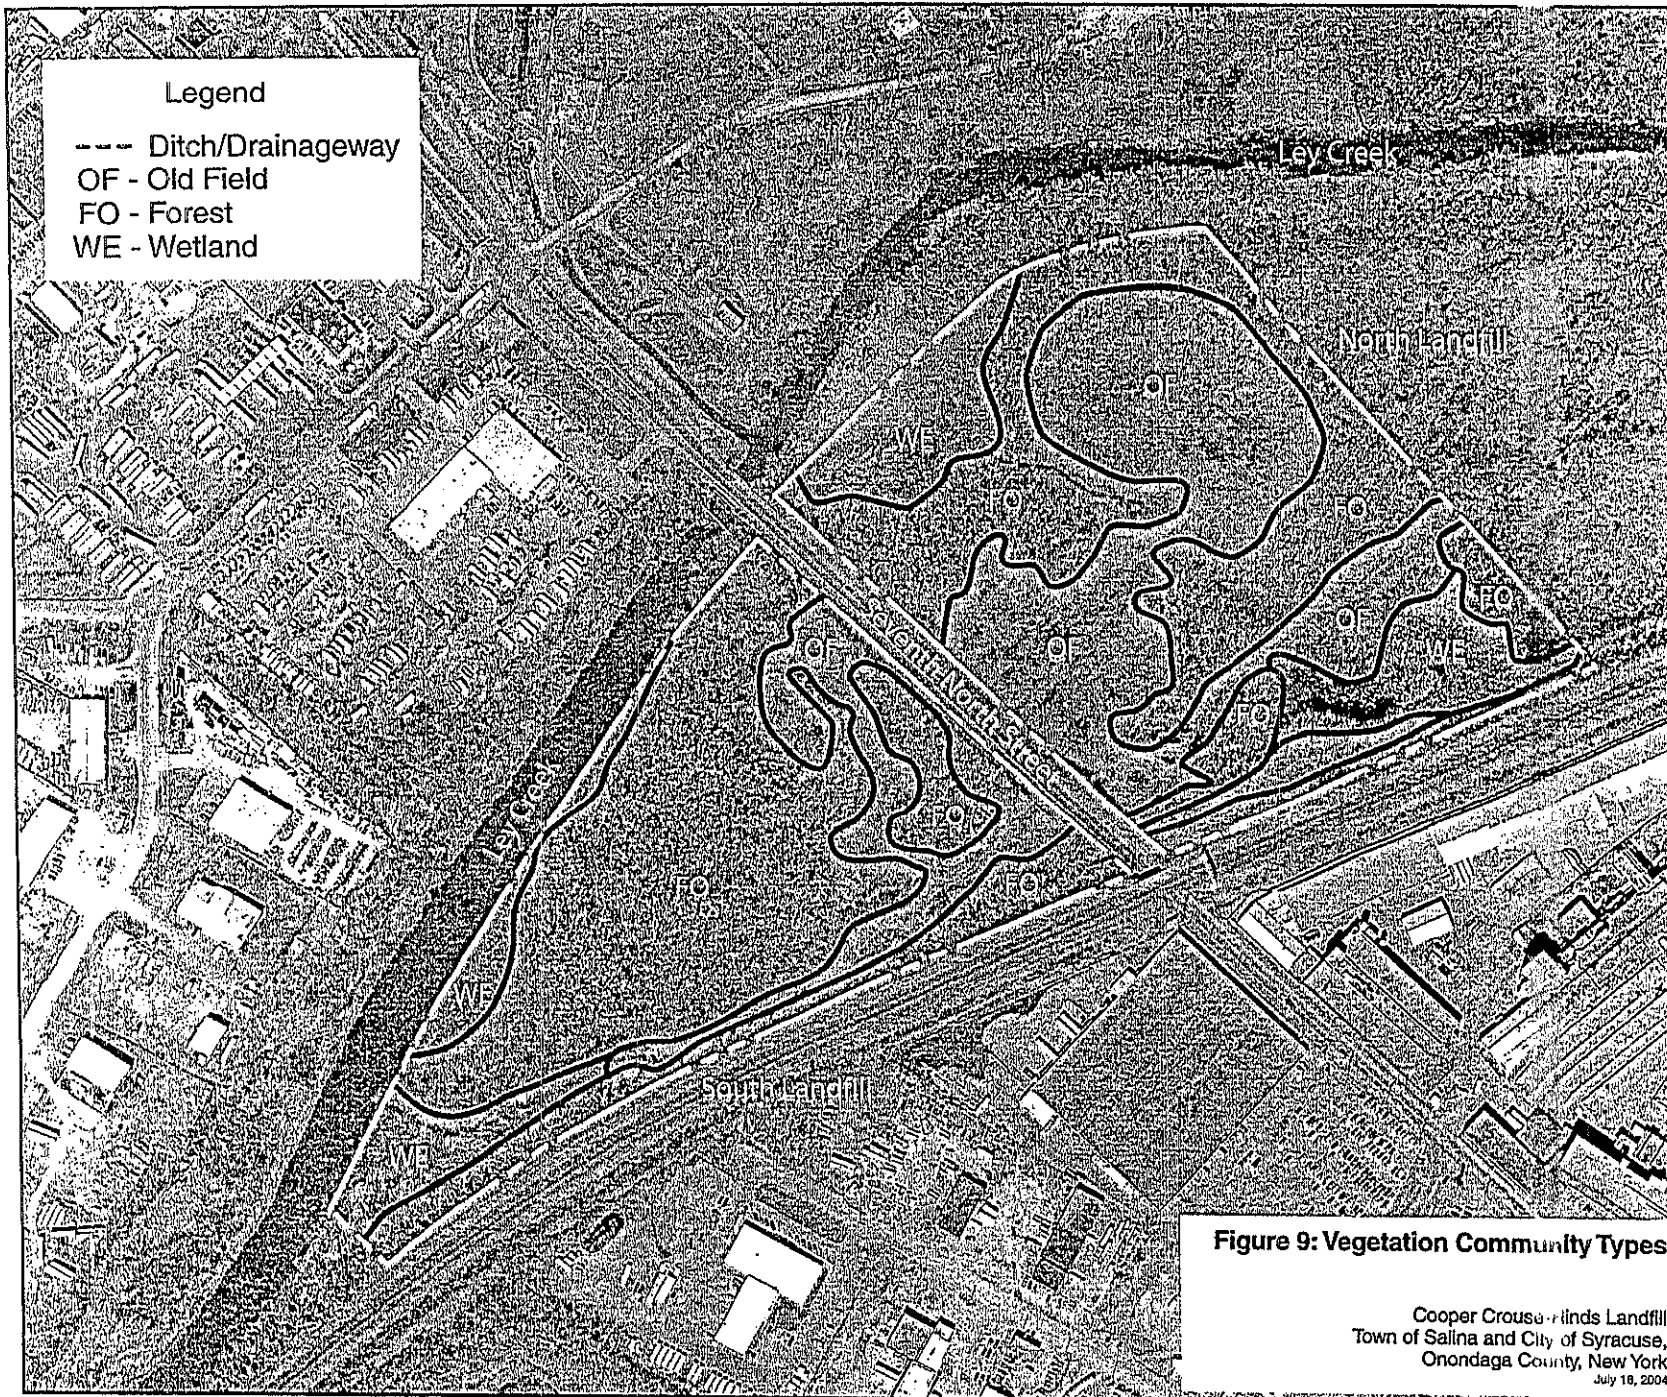 Legend
--- Ditch/Drainageway
OF - Old Field
FO - Forest
WE - Wetland
Ley Creek
North Landfill
OF
WE
FO
FO
OF
FO
WE
OF
FO
Seventh North Street
OF
FO
FO
FO
Ley Creek
WE
WE
South Landfill
Figure 9: Vegetation Community Types
Cooper Crouse-Hinds Landfill
Town of Salina and City of Syracuse,
Onondaga County, New York
July 18, 2004